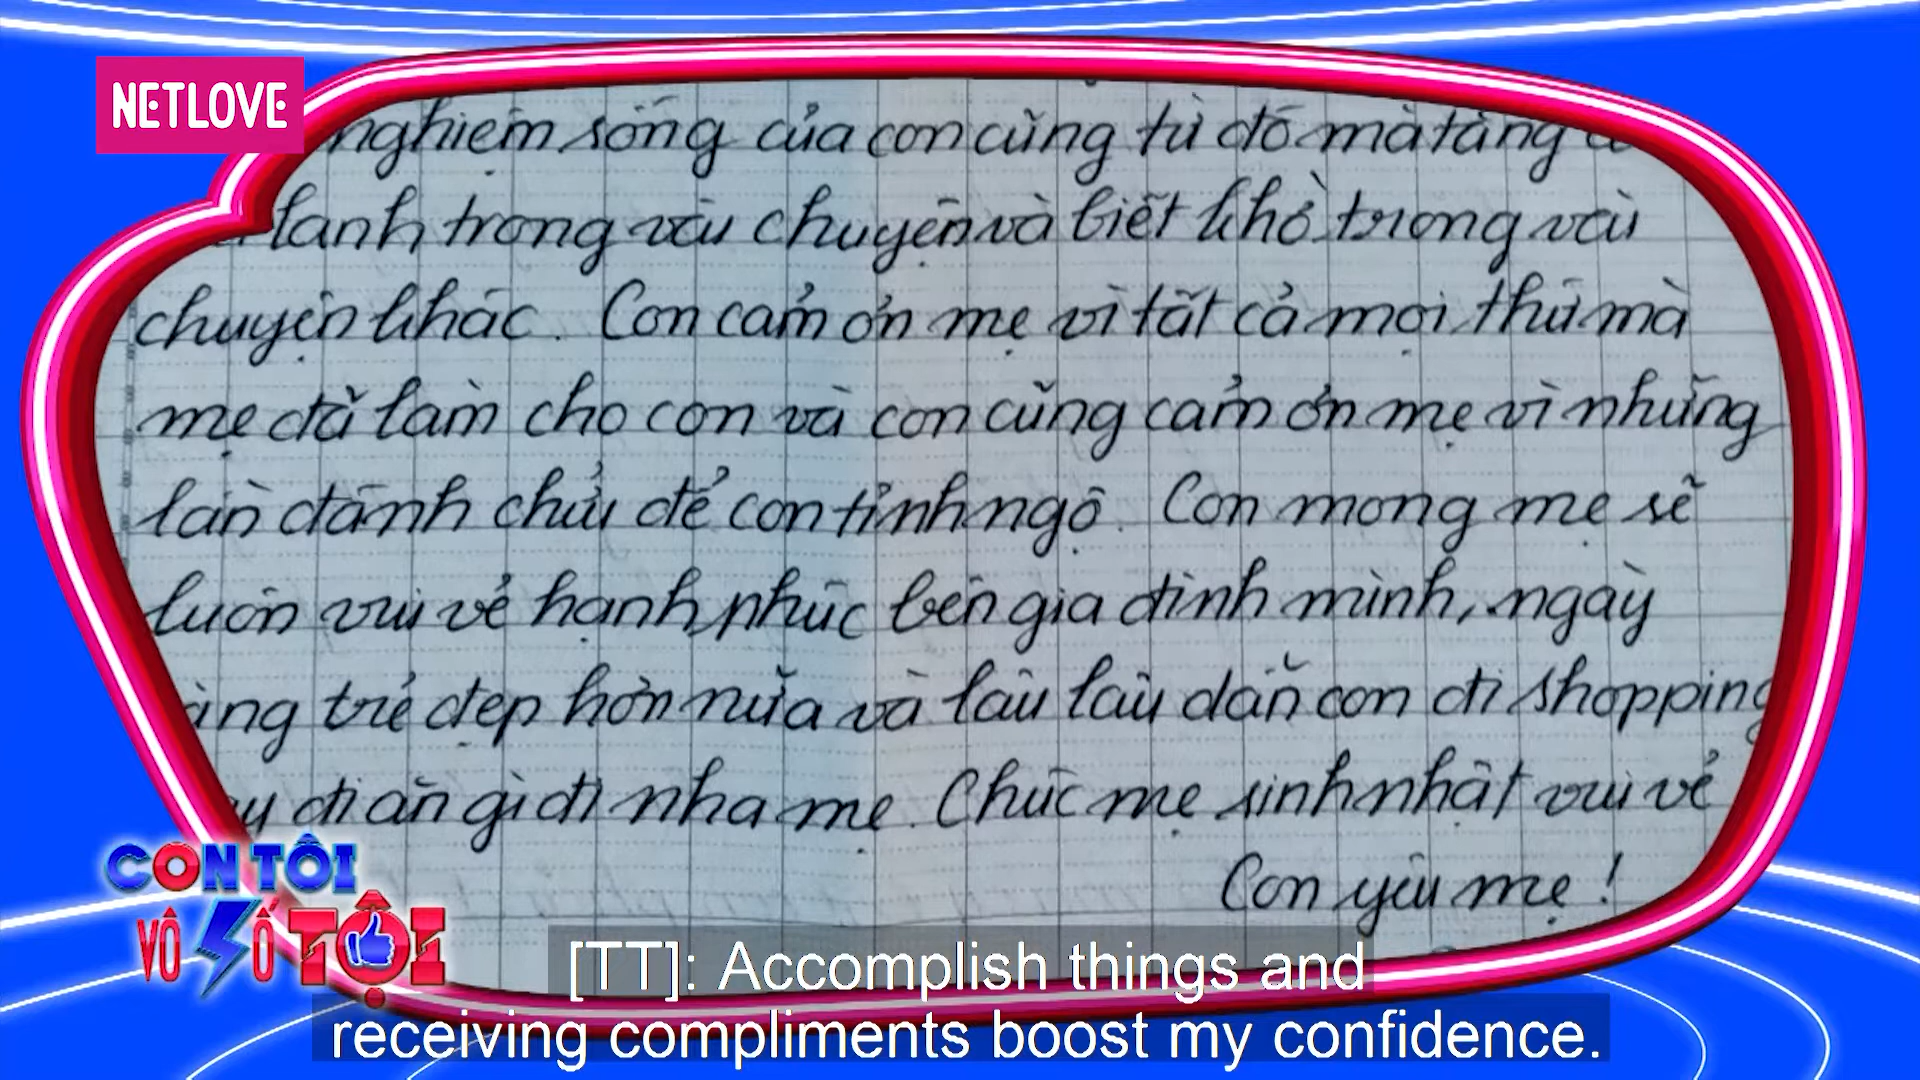 NETLOVE
nghiệm sống của con cũng từ đó mà tăng
lanh trong vài chuyện và biết khờ trong vài
chuyện khác. Con cảm ơn mẹ vì tất cả mọi thứ mà
mẹ đã làm cho con và con cũng cảm ơn mẹ vì những
lần đánh chửi để con tỉnh ngộ. Con mong mẹ sẽ
luôn vui vẻ hạnh phúc bên gia đình mình, ngày
àng trẻ đẹp hơn nữa và lâu lâu dẫn con đi shopping
y đi ăn gì đi nha mẹ. Chúc mẹ sinh nhật vui vẻ
Con yêu mẹ!
CON TÔI
VÔ SỐ TỘI
[TT]: Accomplish things and
receiving compliments boost my confidence.